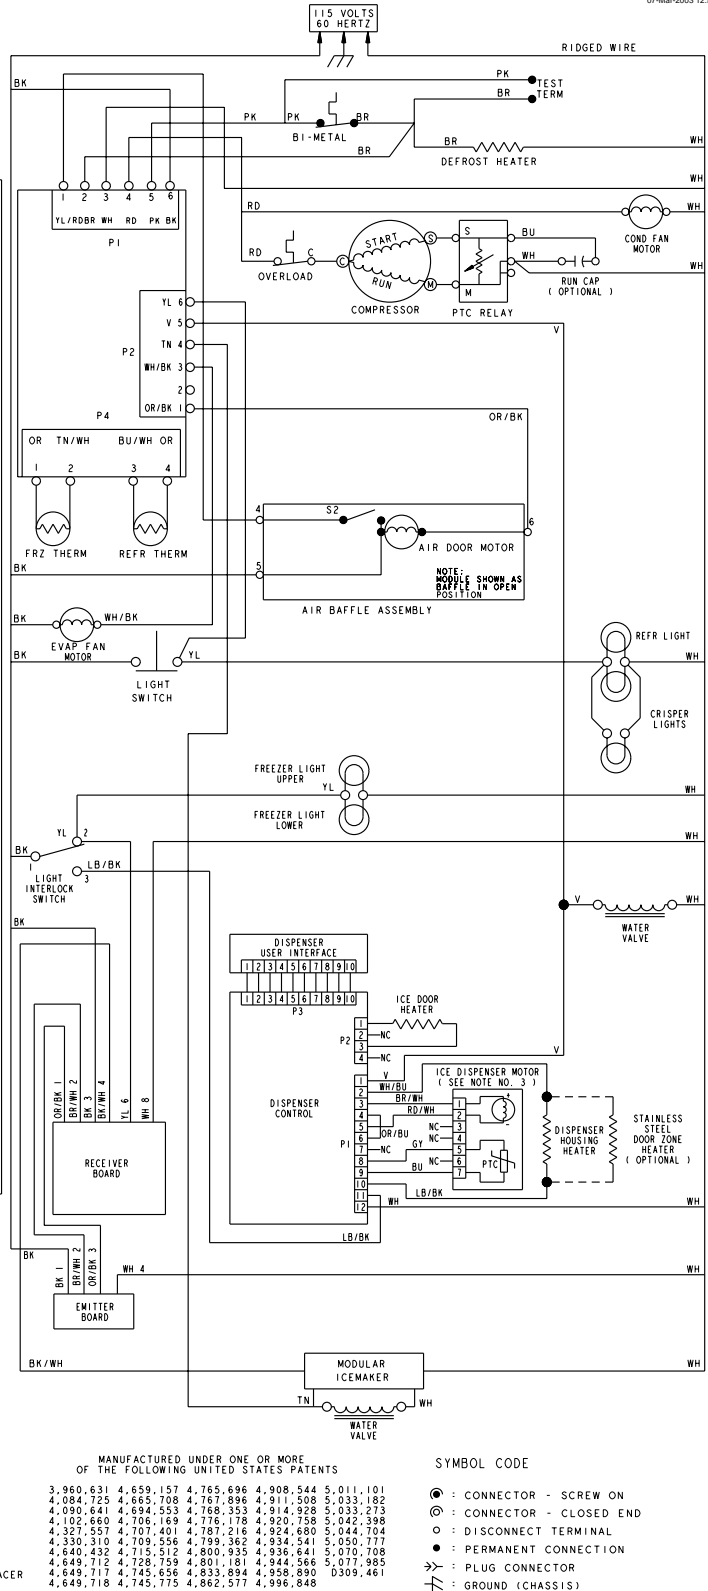 07-Mar-2003 12:
115 VOLTS
60 HERTZ
RIDGED WIRE
BK
PK
TEST
TERM
BR
PK PK BR
BI-METAL
BR
BR
DEFROST HEATER
WH
WH
1 2 3 4 5 6
YL/RD BR WH RD PK BK
P1
RD
WH
COND FAN
MOTOR
RD C
OVERLOAD
C START S
RUN M
COMPRESSOR
S
M
PTC RELAY
BU
WH
RUN CAP
( OPTIONAL )
WH
YL 6
V 5
TN 4
WH/BK 3
2
OR/BK 1
P2
V
OR/BK
P4
OR TN/WH BU/WH OR
1 2 3 4
FRZ THERM REFR THERM
4
S2
6
AIR DOOR MOTOR
5
BK
NOTE:
MODULE SHOWN AS
BAFFLE IN OPEN
POSITION
AIR BAFFLE ASSEMBLY
BK WH/BK
EVAP FAN
MOTOR
BK YL
LIGHT
SWITCH
REFR LIGHT
WH
CRISPER
LIGHTS
FREEZER LIGHT
UPPER
YL
WH
FREEZER LIGHT
LOWER
YL 2
WH
BK
1
LB/BK
3
LIGHT
INTERLOCK
SWITCH
BK
V WH
WATER
VALVE
DISPENSER
USER INTERFACE
1 2 3 4 5 6 7 8 9 10
1 2 3 4 5 6 7 8 9 10
P3
ICE DOOR
HEATER
P2
1
2 NC
3
4 NC
V
V
DISPENSER
CONTROL
P1
1
2
3
4
5
6
7
8
9
10
11
12
WH/BU
BR/WH
RD/WH
OR/BU
NC
GY
BU
LB/BK
WH
LB/BK
ICE DISPENSER MOTOR
( SEE NOTE NO. 3 )
1
2
NC 3
NC 4
5
NC 6
7
+
-
PTC
DISPENSER
HOUSING
HEATER
STAINLESS
STEEL
DOOR ZONE
HEATER
( OPTIONAL )
WH
OR/BK 1
BR/WH 2
BK 3
BK/WH 4
YL 6
WH 8
RECEIVER
BOARD
BK
BK 1
BR/WH 2
OR/BK 3
WH 4
WH
EMITTER
BOARD
BK/WH
MODULAR
ICEMAKER
WH
TN WH
WATER
VALVE
MANUFACTURED UNDER ONE OR MORE
OF THE FOLLOWING UNITED STATES PATENTS
3,960,631 4,659,157 4,765,696 4,908,544 5,011,101
4,084,725 4,665,708 4,767,896 4,911,508 5,033,182
4,090,641 4,694,553 4,768,353 4,914,928 5,033,273
4,102,660 4,706,169 4,776,178 4,920,758 5,042,398
4,327,557 4,707,401 4,787,216 4,924,680 5,044,704
4,330,310 4,709,556 4,799,362 4,934,541 5,050,777
4,640,432 4,715,512 4,800,935 4,936,641 5,070,708
4,649,712 4,728,759 4,801,181 4,944,566 5,077,985
4,649,717 4,745,656 4,833,894 4,958,890 D309,461
4,649,718 4,745,775 4,862,577 4,996,848
ACER
SYMBOL CODE
: CONNECTOR - SCREW ON
: CONNECTOR - CLOSED END
: DISCONNECT TERMINAL
: PERMANENT CONNECTION
: PLUG CONNECTOR
: GROUND (CHASSIS)